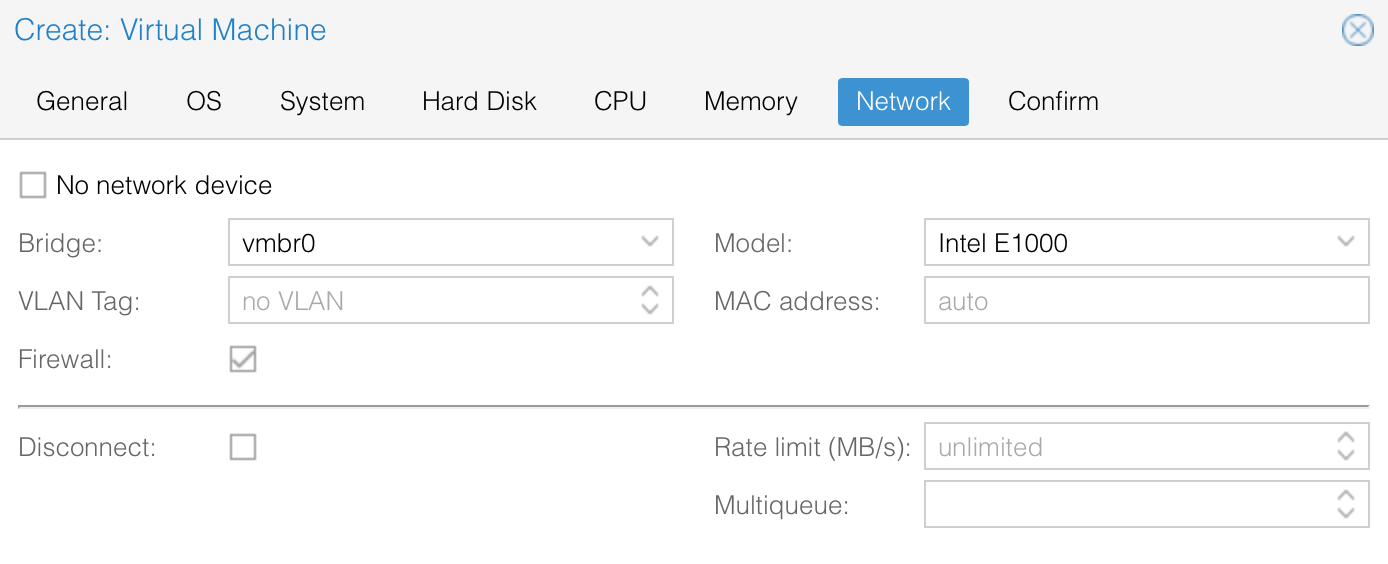 Create: Virtual Machine
General OS System Hard Disk CPU Memory Network Confirm
No network device
Bridge: vmbr0 Model: Intel E1000
VLAN Tag: no VLAN MAC address: auto
Firewall:
Disconnect: Rate limit (MB/s): unlimited
Multiqueue: